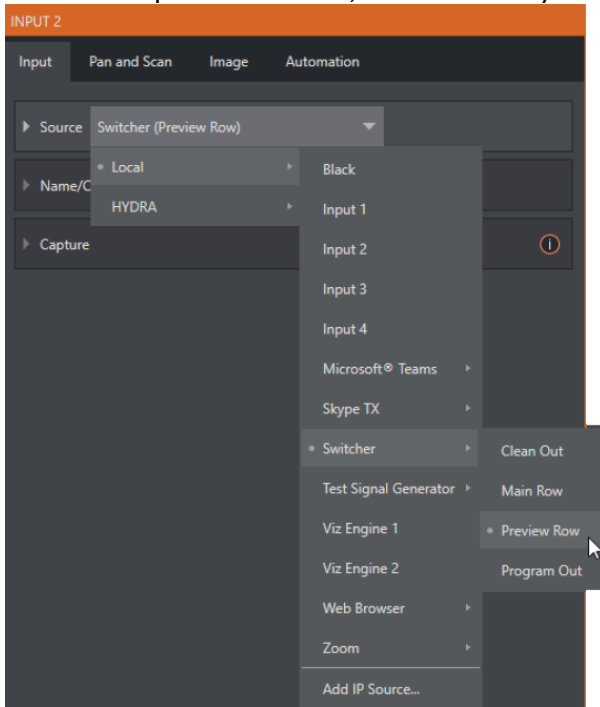 INPUT 2
Input Pan and Scan Image Automation
Source Switcher (Preview Row)
Local
Name/C
HYDRA
Capture
Black
Input 1
Input 2
Input 3
Input 4
Microsoft® Teams
Skype TX
Switcher
Test Signal Generator
Viz Engine 1
Viz Engine 2
Web Browser
Zoom
Add IP Source...
Clean Out
Main Row
Preview Row
Program Out